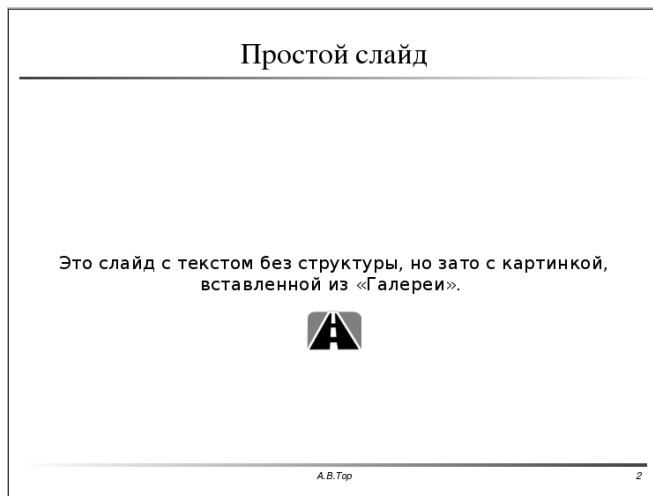 Простой слайд
Это слайд с текстом без структуры, но зато с картинкой,
вставленной из «Галереи».
А.В.Тор
2